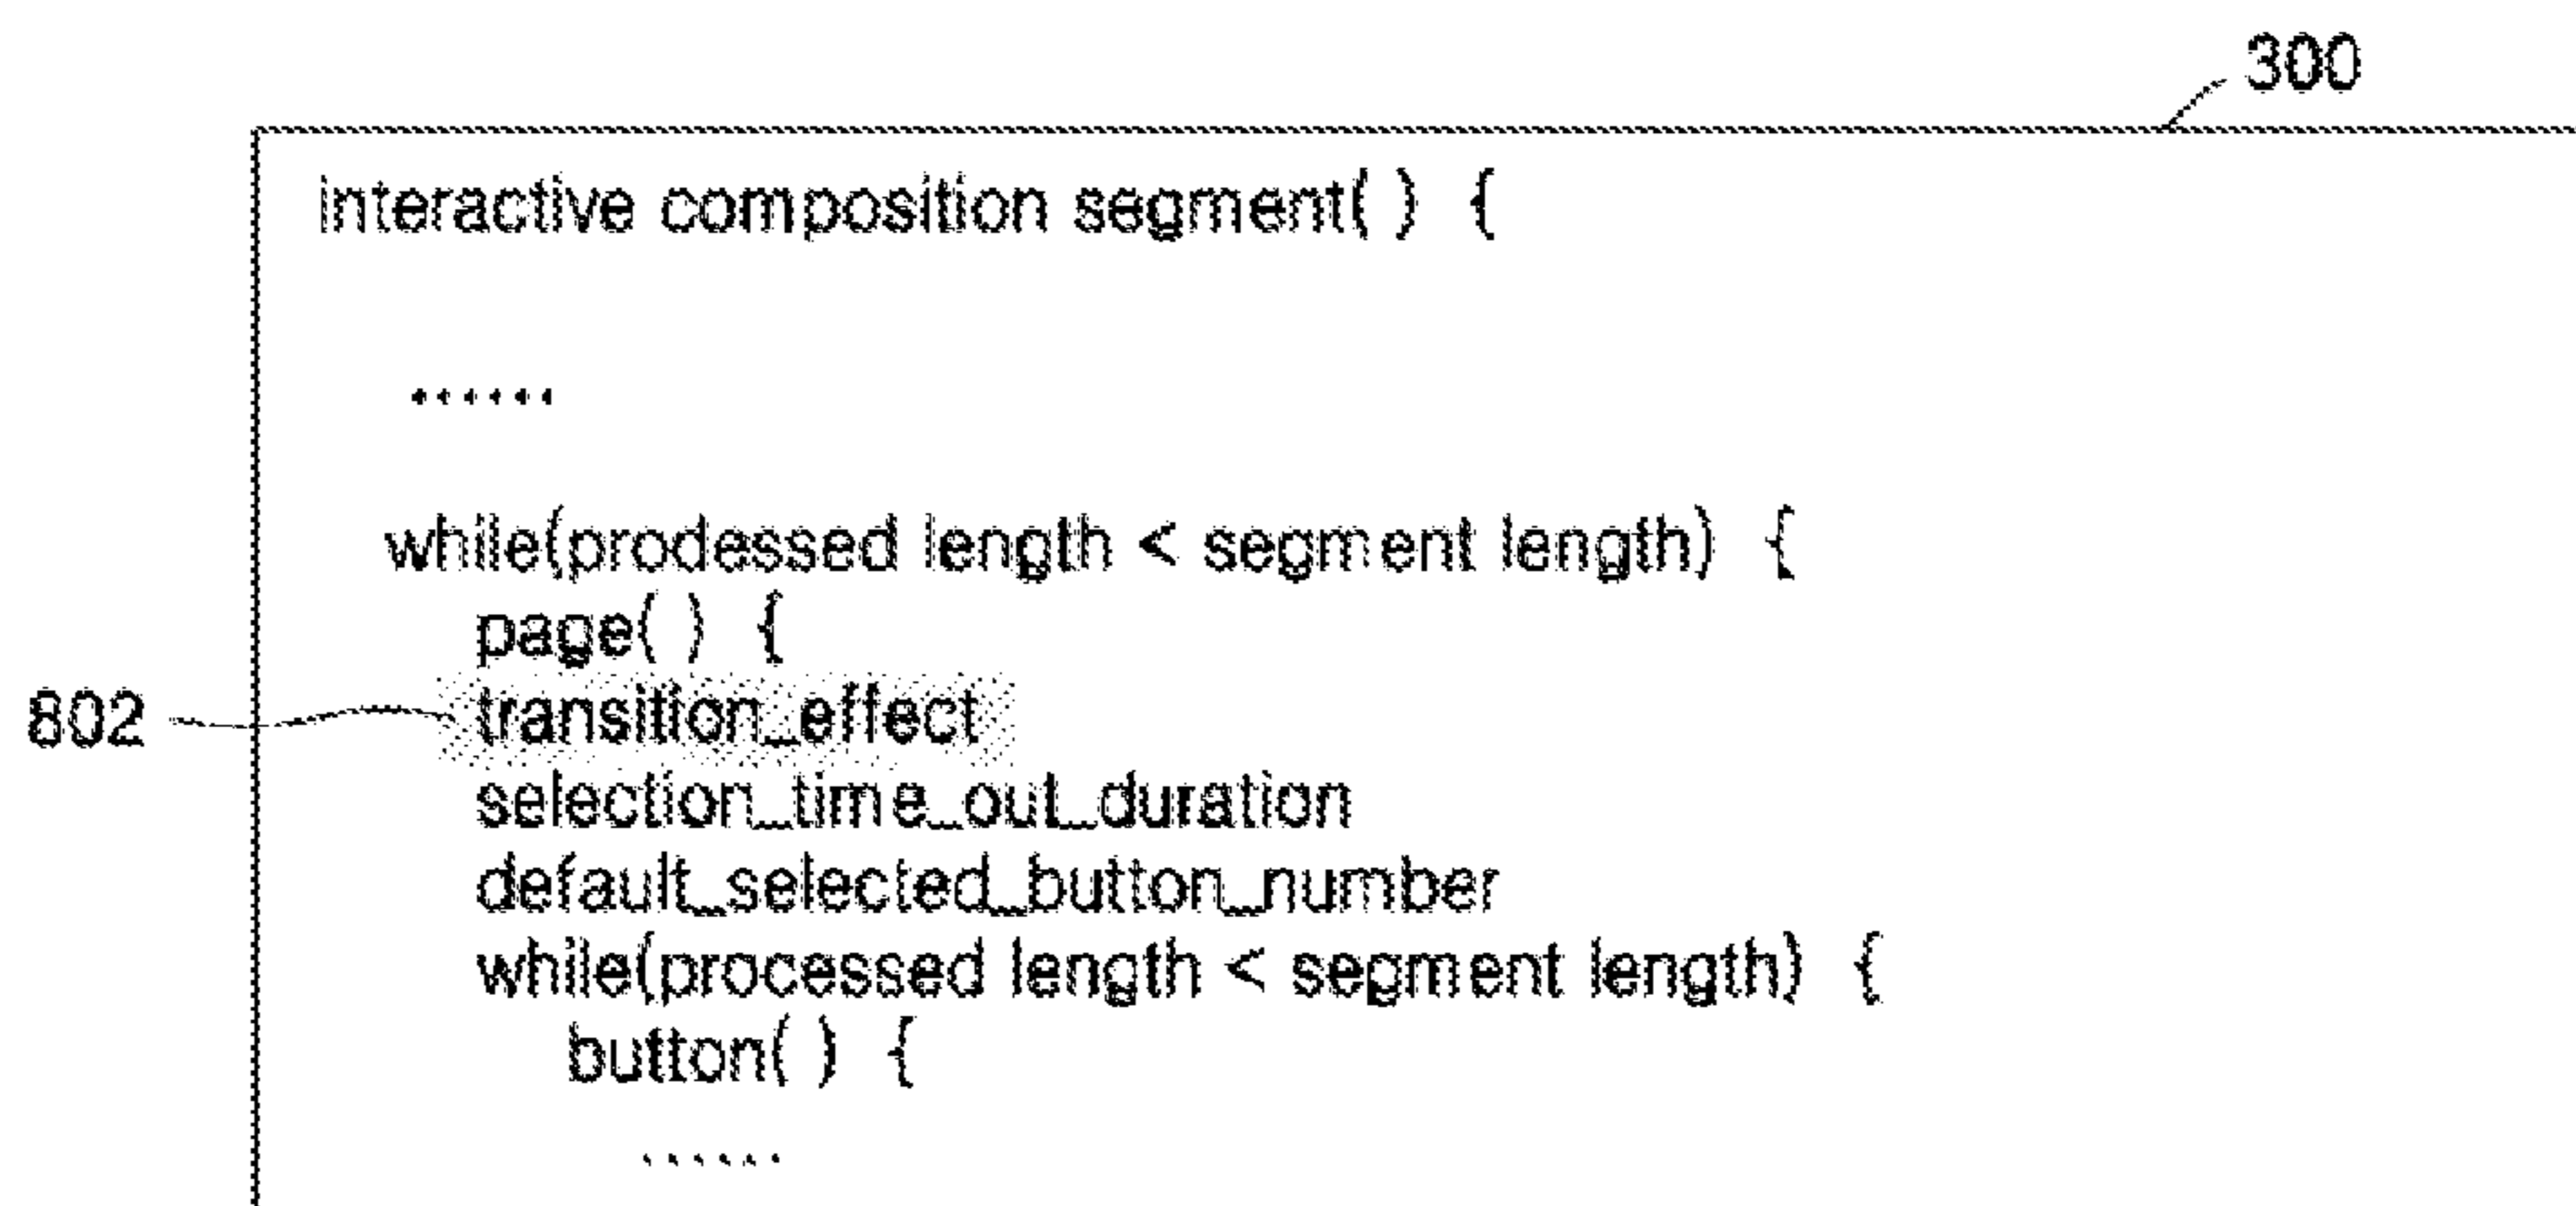 300
interactive composition segment( ) {
......
while(prodessed length < segment length) {
page( ) {
802
transition_effect
selection_time_out_duration
default_selected_button_number
while(processed length < segment length) {
button( ) {
......